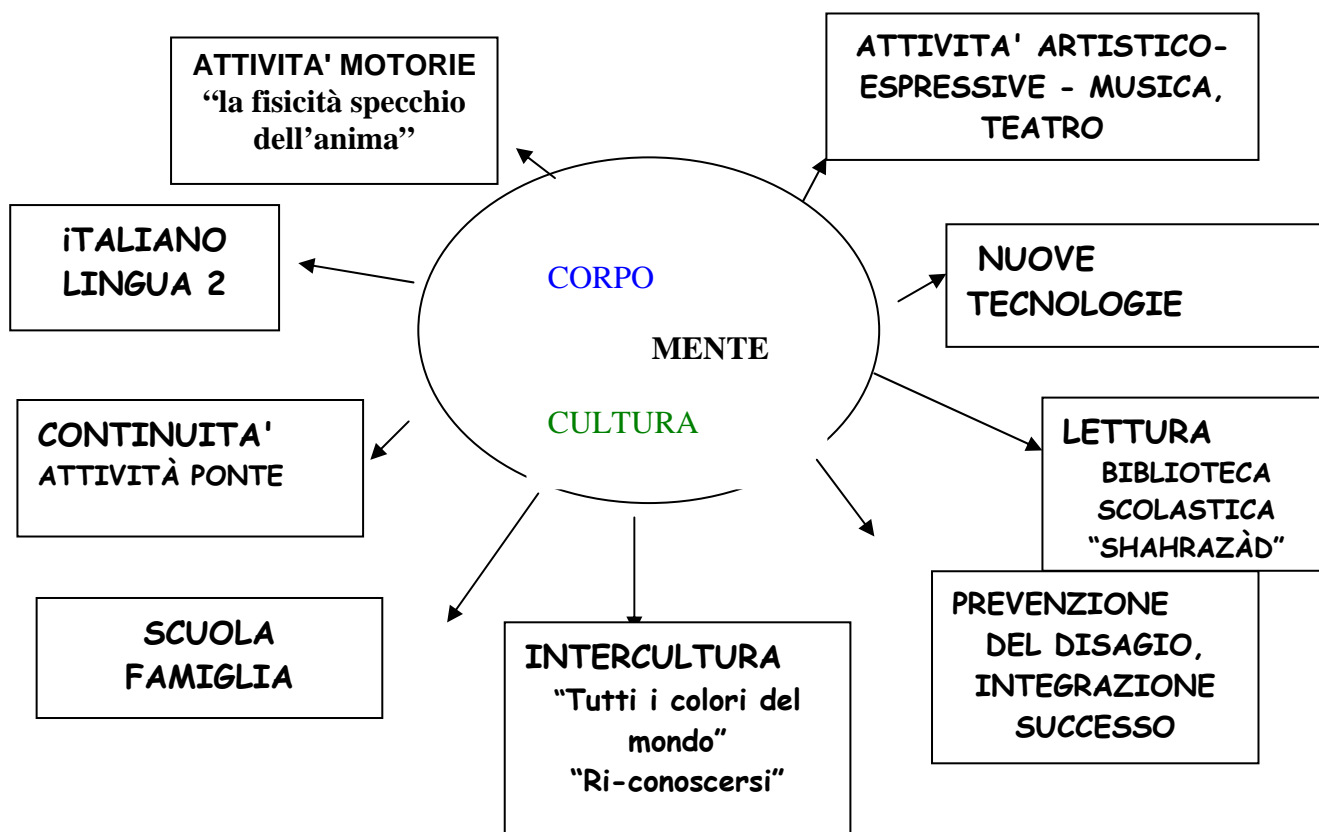 ATTIVITA' MOTORIE
“la fisicità specchio
dell’anima”
ATTIVITA' ARTISTICO-
ESPRESSIVE - MUSICA,
TEATRO
iTALIANO
LINGUA 2
CORPO
MENTE
CULTURA
NUOVE
TECNOLOGIE
CONTINUITA'
ATTIVITÀ PONTE
LETTURA
BIBLIOTECA
SCOLASTICA
“SHAHRAZÀD”
SCUOLA
FAMIGLIA
INTERCULTURA
“Tutti i colori del
mondo”
“Ri-conoscersi”
PREVENZIONE
DEL DISAGIO,
INTEGRAZIONE
SUCCESSO